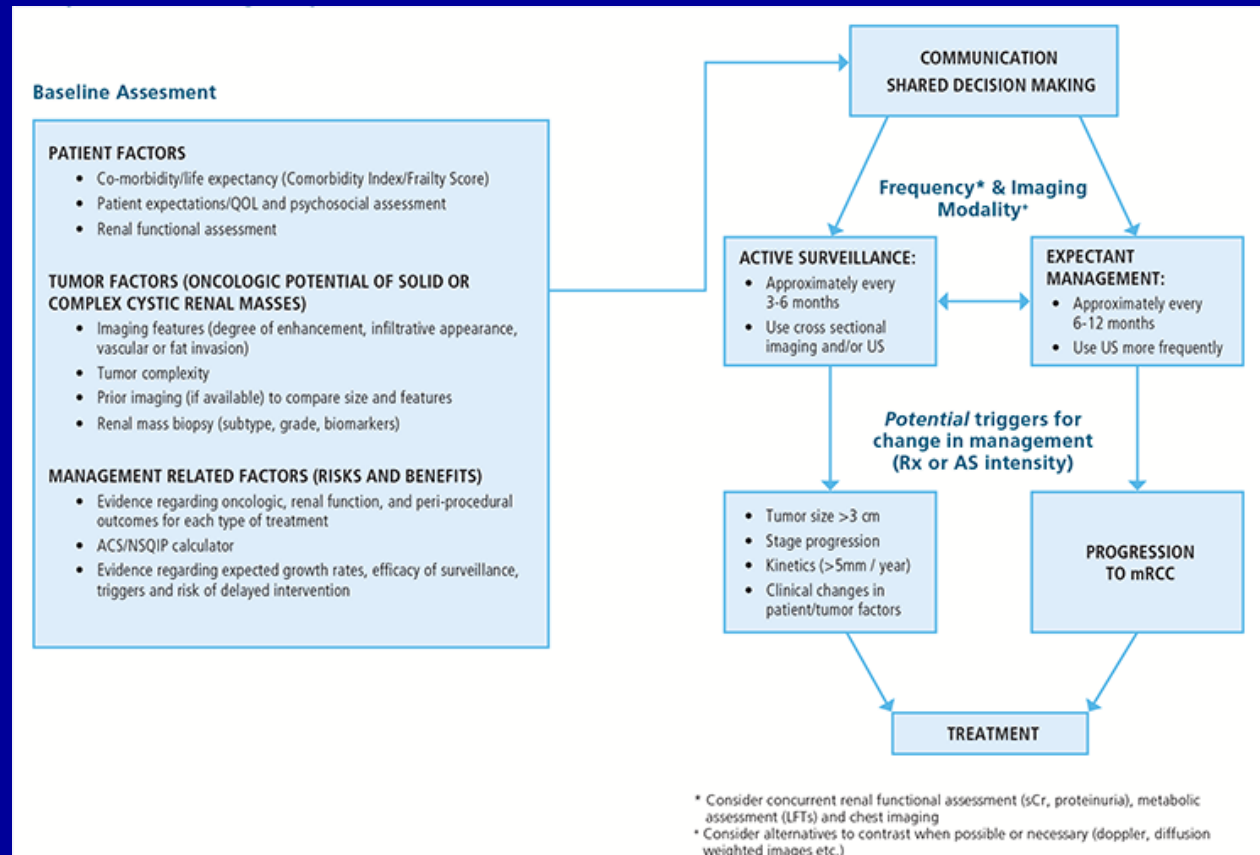 Baseline Assesment
PATIENT FACTORS
• Co-morbidity/life expectancy (Comorbidity Index/Frailty Score)
• Patient expectations/QOL and psychosocial assessment
• Renal functional assessment
TUMOR FACTORS (ONCOLOGIC POTENTIAL OF SOLID OR
COMPLEX CYSTIC RENAL MASSES)
• Imaging features (degree of enhancement, infiltrative appearance,
vascular or fat invasion)
• Tumor complexity
• Prior imaging (if available) to compare size and features
• Renal mass biopsy (subtype, grade, biomarkers)
MANAGEMENT RELATED FACTORS (RISKS AND BENEFITS)
• Evidence regarding oncologic, renal function, and peri-procedural
outcomes for each type of treatment
• ACS/NSQIP calculator
• Evidence regarding expected growth rates, efficacy of surveillance,
triggers and risk of delayed intervention
COMMUNICATION
SHARED DECISION MAKING
Frequency* & Imaging
Modality⁺
ACTIVE SURVEILLANCE:
• Approximately every
3-6 months
• Use cross sectional
imaging and/or US
EXPECTANT
MANAGEMENT:
• Approximately every
6-12 months
• Use US more frequently
Potential triggers for
change in management
(Rx or AS intensity)
• Tumor size >3 cm
• Stage progression
• Kinetics (>5mm / year)
• Clinical changes in
patient/tumor factors
PROGRESSION
TO mRCC
TREATMENT
* Consider concurrent renal functional assessment (sCr, proteinuria), metabolic
assessment (LFTs) and chest imaging
⁺ Consider alternatives to contrast when possible or necessary (doppler, diffusion
weighted images etc.)